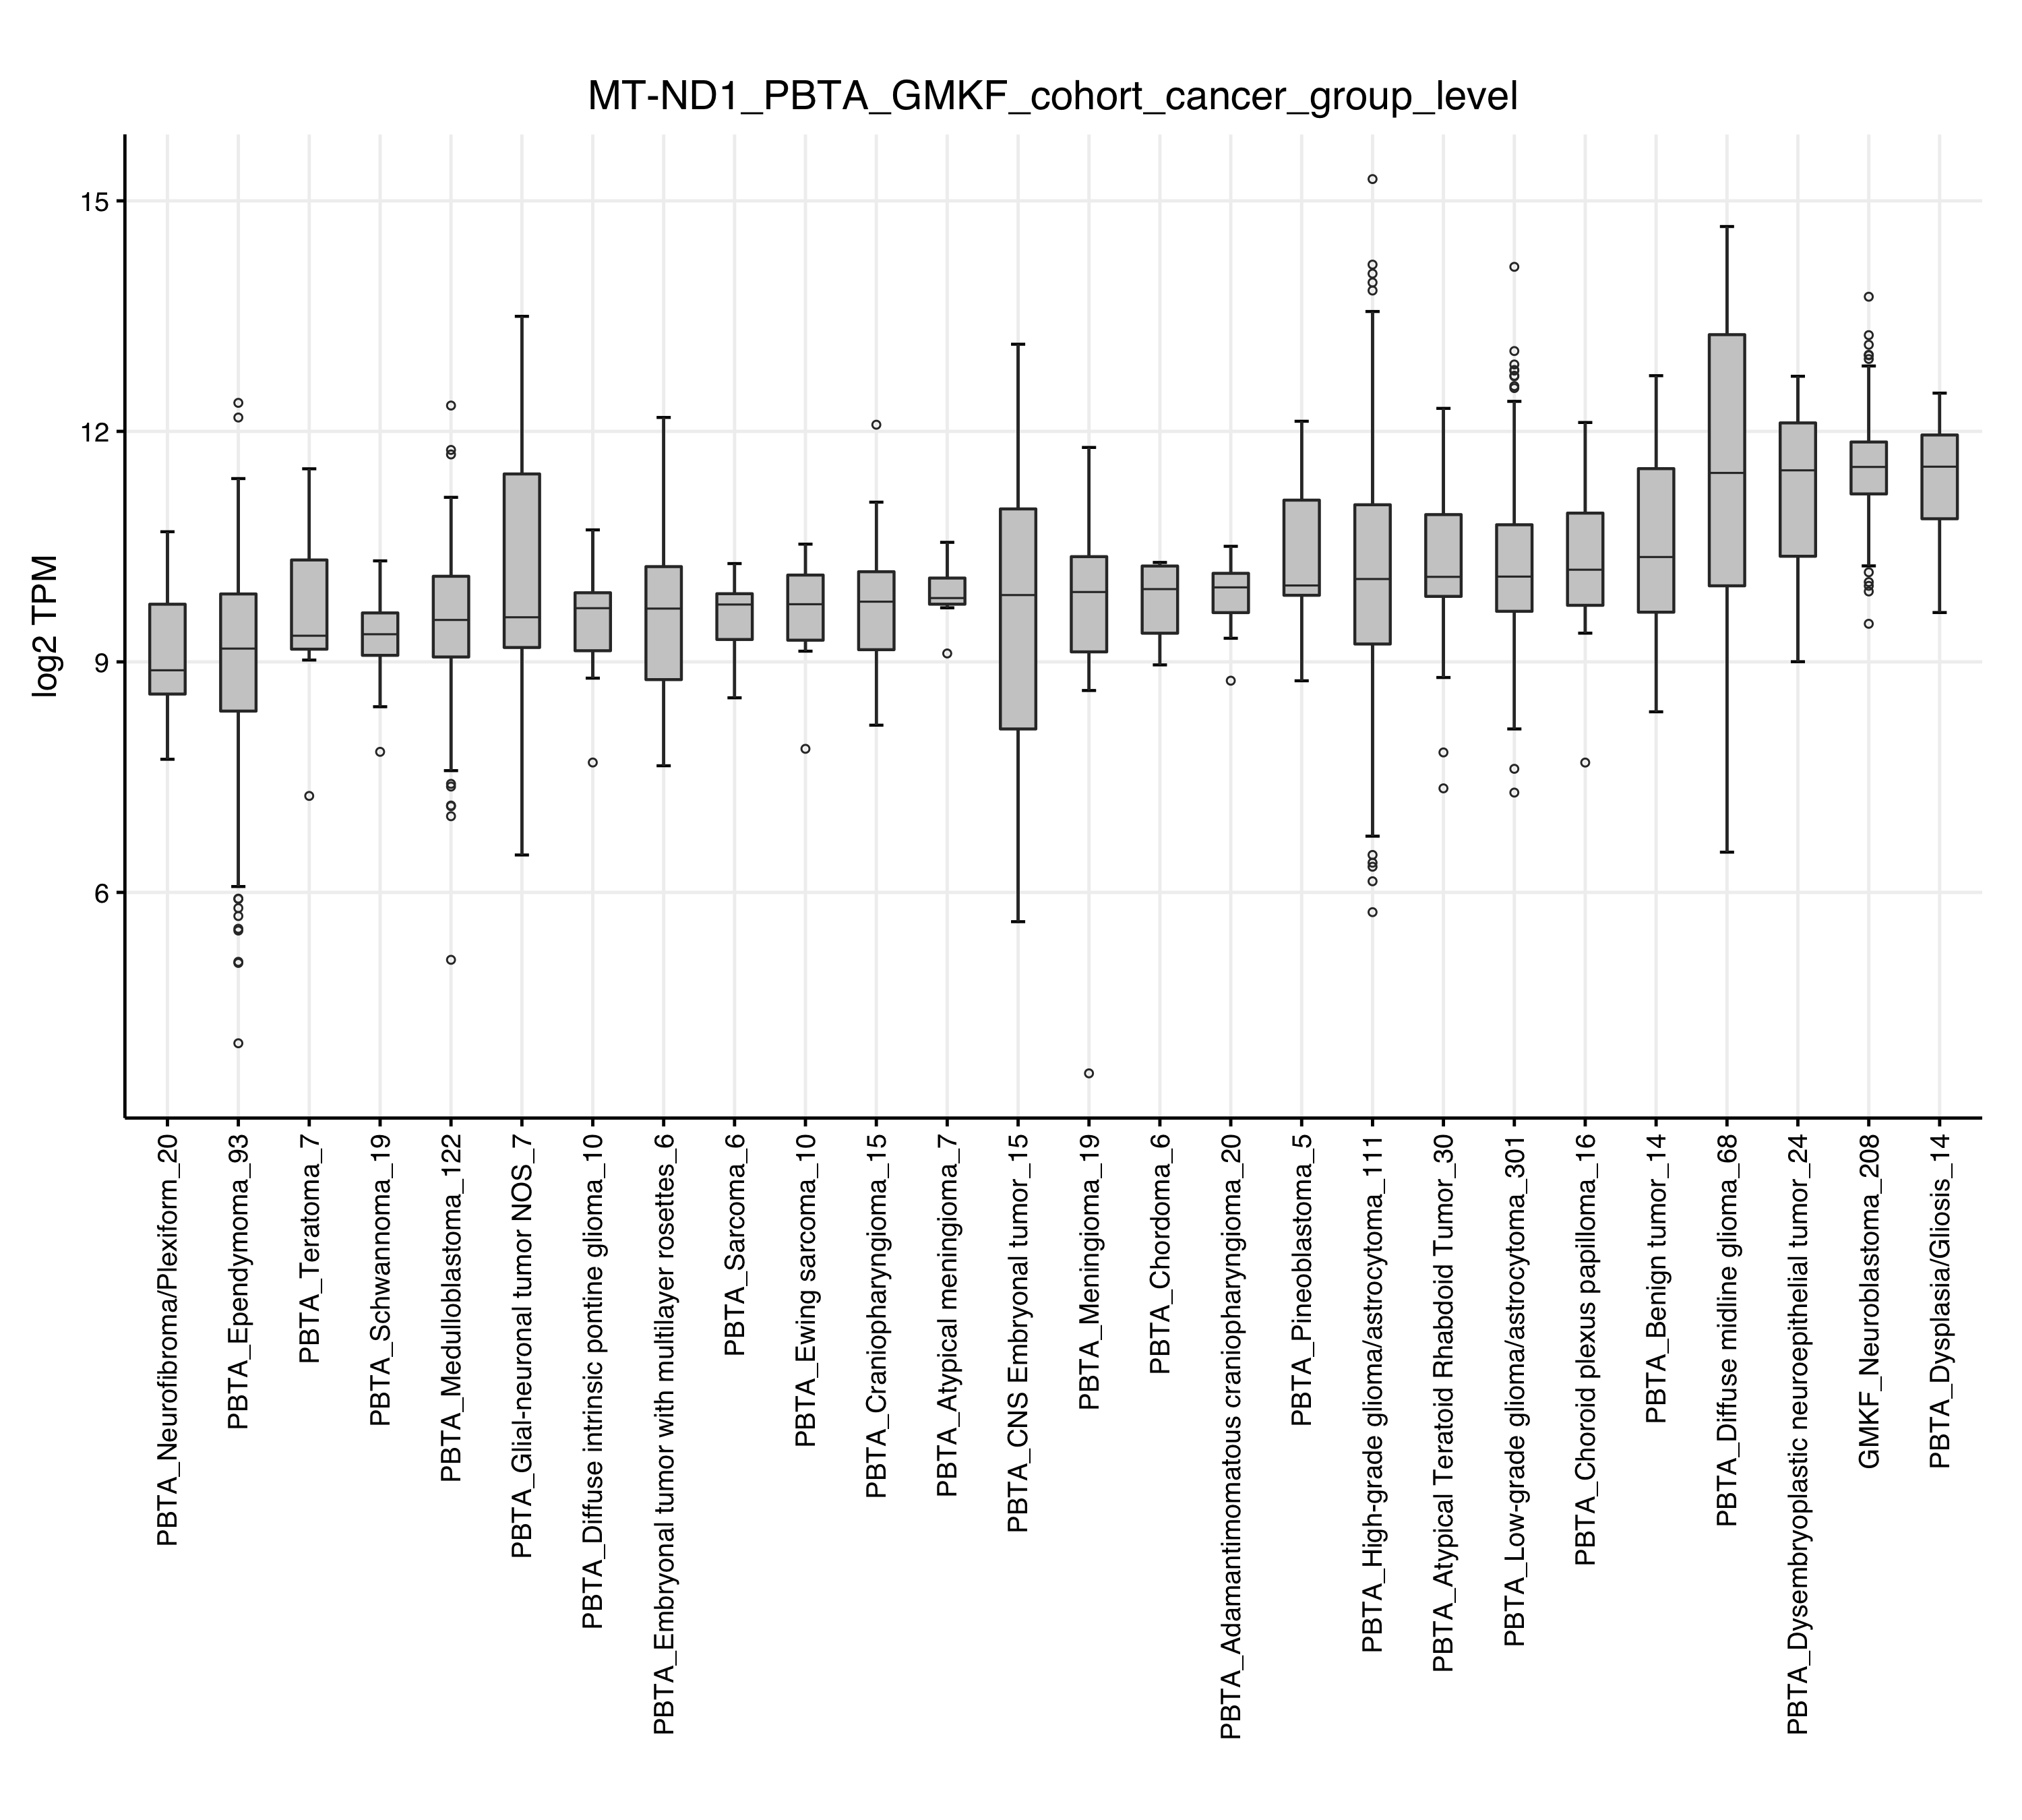 MT-ND1_PBTA_GMKF_cohort_cancer_group_level
log2 TPM
15
12
9
6
PBTA_Neurofibroma/Plexiform_20
PBTA_Ependymoma_93
PBTA_Teratoma_7
PBTA_Schwannoma_19
PBTA_Medulloblastoma_122
PBTA_Glial-neuronal tumor NOS_7
PBTA_Diffuse intrinsic pontine glioma_10
PBTA_Embryonal tumor with multilayer rosettes_6
PBTA_Sarcoma_6
PBTA_Ewing sarcoma_10
PBTA_Craniopharyngioma_15
PBTA_Atypical meningioma_7
PBTA_CNS Embryonal tumor_15
PBTA_Meningioma_19
PBTA_Chordoma_6
PBTA_Adamantimomatous craniopharyngioma_20
PBTA_Pineoblastoma_5
PBTA_High-grade glioma/astrocytoma_111
PBTA_Atypical Teratoid Rhabdoid Tumor_30
PBTA_Low-grade glioma/astrocytoma_301
PBTA_Choroid plexus papilloma_16
PBTA_Benign tumor_14
PBTA_Diffuse midline glioma_68
PBTA_Dysembryoplastic neuroepithelial tumor_24
GMKF_Neuroblastoma_208
PBTA_Dysplasia/Gliosis_14